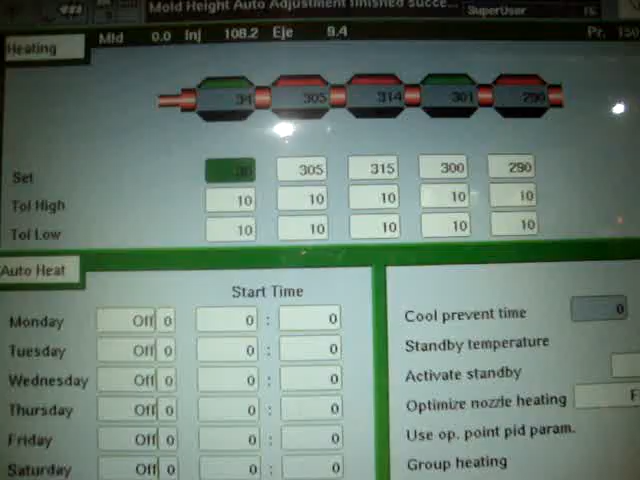 Mold Height Auto Adjustment finished succe... SuperUser
Heating Mld 0.0 Inj 108.2 Eje 9.4 Pr.
34 305 314 301 290
Set 305 315 300 290
Tol High 10 10 10 10 10
Tol Low 10 10 10 10 10
Auto Heat
Start Time
Monday Off 0 0 : 0
Tuesday Off 0 0 : 0
Wednesday Off 0 0 : 0
Thursday Off 0 0 : 0
Friday Off 0 0 : 0
Saturday Off 0 0 : 0
Cool prevent time 0
Standby temperature
Activate standby
Optimize nozzle heating F
Use op. point pid param.
Group heating